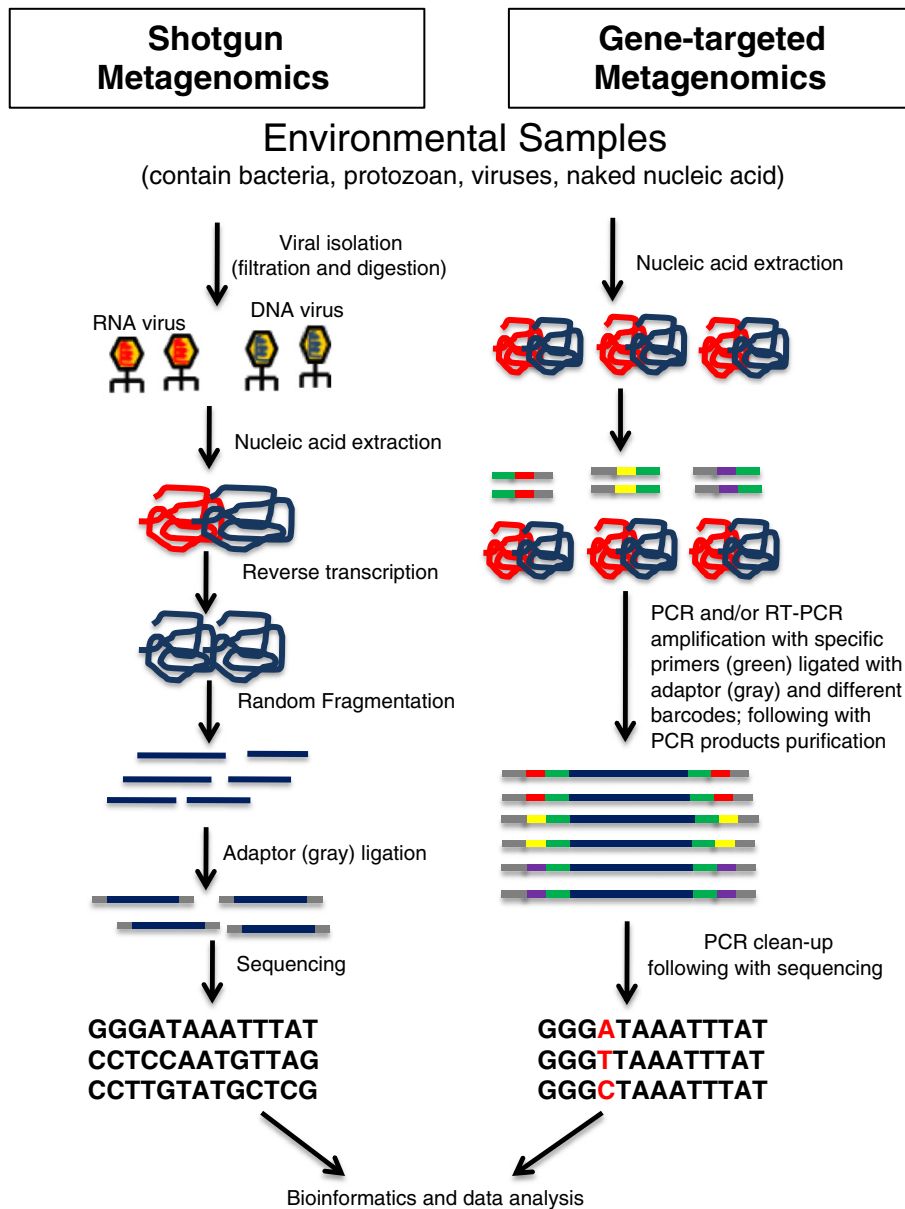 Shotgun
Metagenomics
Gene-targeted
Metagenomics
Environmental Samples
(contain bacteria, protozoan, viruses, naked nucleic acid)
Viral isolation
(filtration and digestion)
RNA virus
DNA virus
Nucleic acid extraction
Reverse transcription
Random Fragmentation
Adaptor (gray) ligation
Sequencing
GGGATAAATTTAT
CCTCCAATGTTAG
CCTTGTATGCTCG
Nucleic acid extraction
PCR and/or RT-PCR
amplification with specific
primers (green) ligated with
adaptor (gray) and different
barcodes; following with
PCR products purification
PCR clean-up
following with sequencing
GGGATAAATTTAT
GGGTTAAATTTAT
GGGCTAAATTTAT
Bioinformatics and data analysis